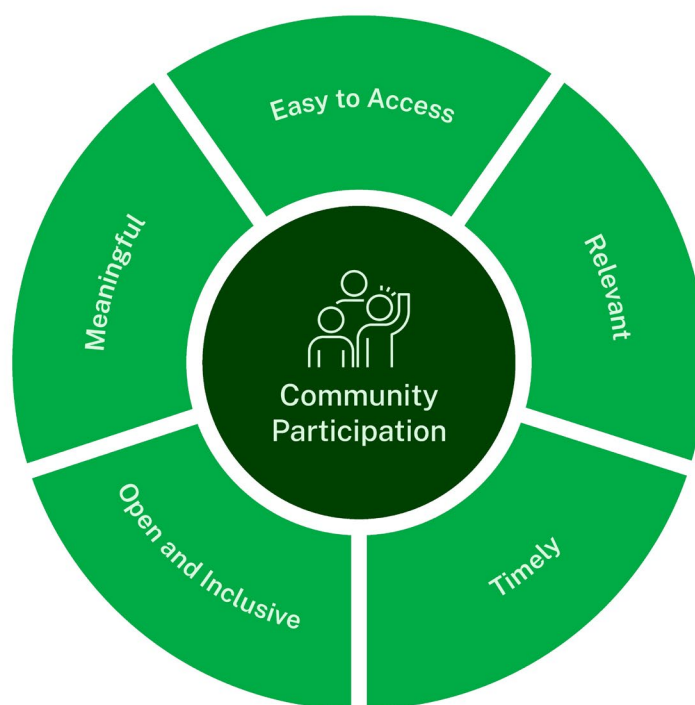 Easy to Access
Relevant
Timely
Open and Inclusive
Meaningful
Community
Participation